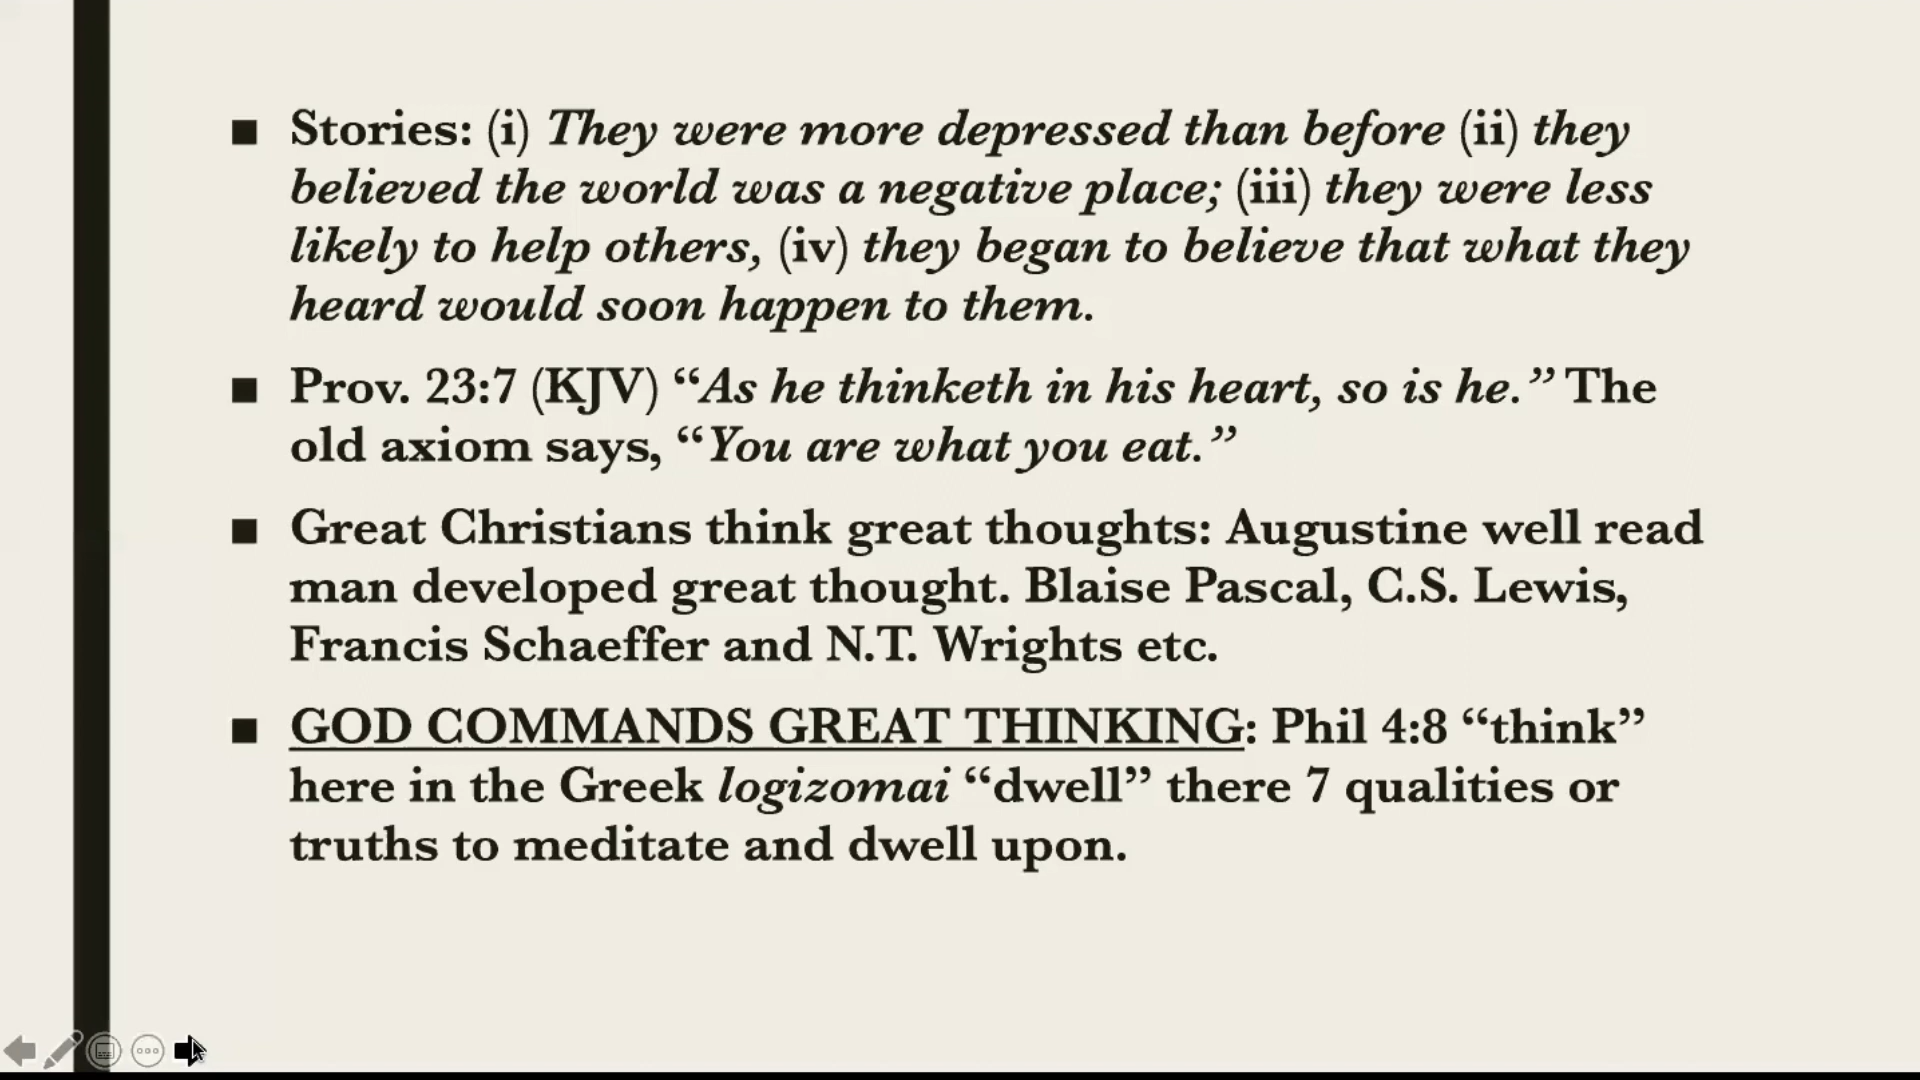 ■ Stories: (i) They were more depressed than before (ii) they
believed the world was a negative place; (iii) they were less
likely to help others, (iv) they began to believe that what they
heard would soon happen to them.
■ Prov. 23:7 (KJV) “As he thinketh in his heart, so is he.” The
old axiom says, “You are what you eat.”
■ Great Christians think great thoughts: Augustine well read
man developed great thought. Blaise Pascal, C.S. Lewis,
Francis Schaeffer and N.T. Wrights etc.
■ GOD COMMANDS GREAT THINKING: Phil 4:8 “think”
here in the Greek logizomai “dwell” there 7 qualities or
truths to meditate and dwell upon.